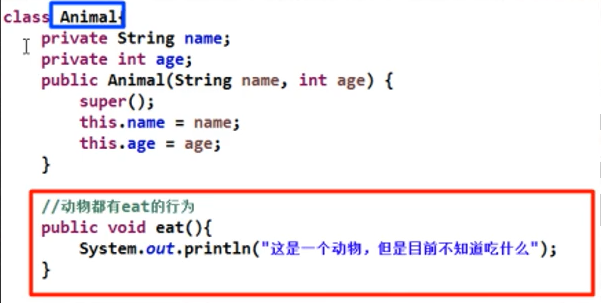 class Animal{
private String name;
private int age;
public Animal(String name, int age) {
super();
this.name = name;
this.age = age;
}
//动物都有eat的行为
public void eat(){
System.out.println("这是一个动物，但是目前不知道吃什么");
}